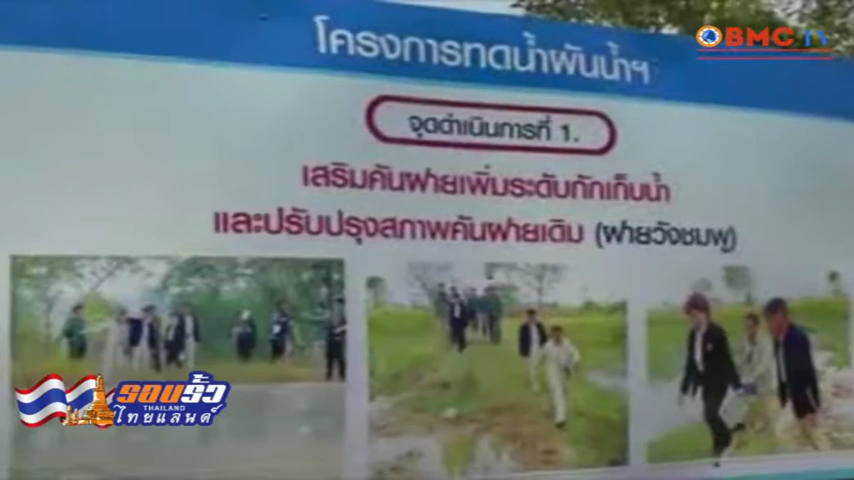 โครงการทดน้ำผันน้ำฯ
BMC TV
จุดดำเนินการที่ 1.
เสริมคันฝายเพิ่มระดับกักเก็บน้ำ
และปรับปรุงสภาพคันฝายเดิม (ฝายวังชมพู)
รอบรั้ว
THAILAND
ไทยแลนด์